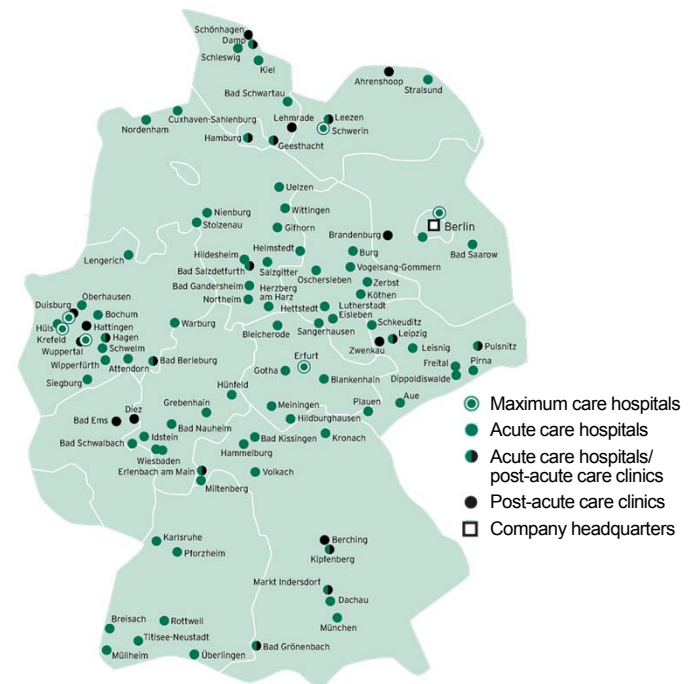 Schönhagen
Damp
Schleswig
Kiel
Ahrenshoop
Stralsund
Bad Schwartau
Cuxhaven-Sahlenburg
Nordenham
Lehmrade
Leezen
Schwerin
Hamburg
Geesthacht
Uelzen
Nienburg
Wittingen
Stolzenau
Gifhorn
Berlin
Brandenburg
Bad Saarow
Lengerich
Hildesheim
Helmstedt
Burg
Bad Salzdetfurth
Salzgitter
Vogelsang-Gommern
Oschersleben
Bad Gandersheim
Herzberg
am Harz
Zerbst
Northeim
Köthen
Duisburg
Oberhausen
Hettstedt
Lutherstadt
Eisleben
Bochum
Hüls
Hattingen
Warburg
Bleicherode
Sangerhausen
Schkeuditz
Leipzig
Krefeld
Hagen
Zwenkau
Leisnig
Pulsnitz
Wuppertal
Schwelm
Wipperfürth
Attendorn
Bad Berleburg
Erfurt
Freital
Pirna
Gotha
Blankenhain
Dippoldiswalde
Siegburg
Hünfeld
Grebenhain
Meiningen
Plauen
Aue
Diez
Bad Ems
Bad Nauheim
Hildburghausen
Idstein
Bad Kissingen
Kronach
Bad Schwalbach
Wiesbaden
Hammelburg
Erlenbach am Main
Volkach
Miltenberg
Karlsruhe
Pforzheim
Berching
Kipfenberg
Markt Indersdorf
Dachau
München
Breisach
Rottweil
Titisee-Neustadt
Müllheim
Überlingen
Bad Grönenbach
Maximum care hospitals
Acute care hospitals
Acute care hospitals/
post-acute care clinics
Post-acute care clinics
Company headquarters